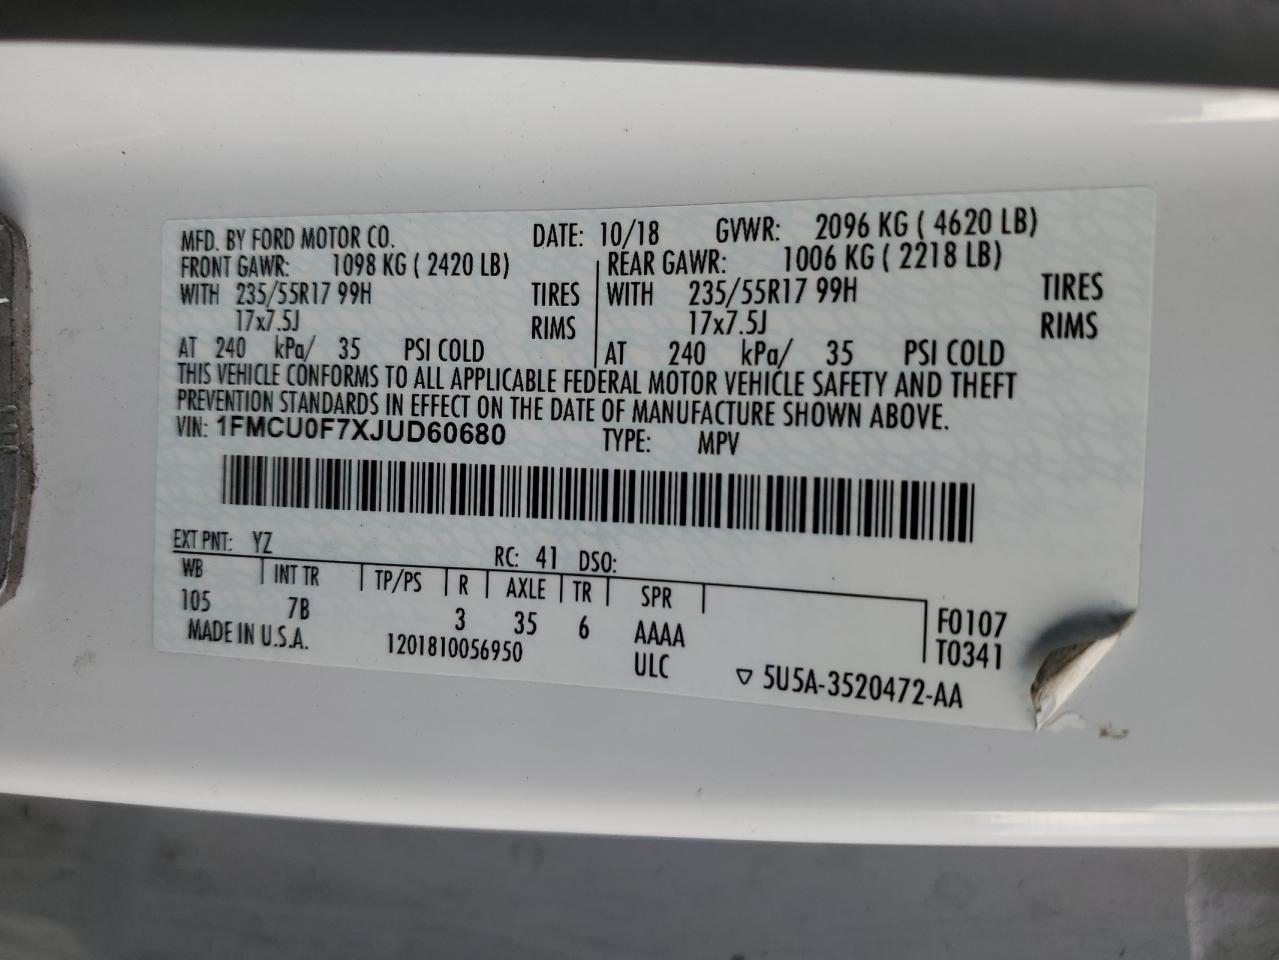 MFD. BY FORD MOTOR CO. DATE: 10/18 GVWR: 2096 KG ( 4620 LB)
FRONT GAWR: 1098 KG ( 2420 LB) REAR GAWR: 1006 KG ( 2218 LB)
WITH 235/55R17 99H TIRES WITH 235/55R17 99H TIRES
17x7.5J RIMS 17x7.5J RIMS
AT 240 kPa/ 35 PSI COLD AT 240 kPa/ 35 PSI COLD
THIS VEHICLE CONFORMS TO ALL APPLICABLE FEDERAL MOTOR VEHICLE SAFETY AND THEFT
PREVENTION STANDARDS IN EFFECT ON THE DATE OF MANUFACTURE SHOWN ABOVE.
VIN: 1FMCU0F7XJUD60680 TYPE: MPV
EXT PNT: YZ RC: 41 DSO:
WB INT TR TP/PS R AXLE TR SPR
105 7B 3 35 6 AAAA F0107
MADE IN U.S.A. 1201810056950 ULC T0341
▽ 5U5A-3520472-AA